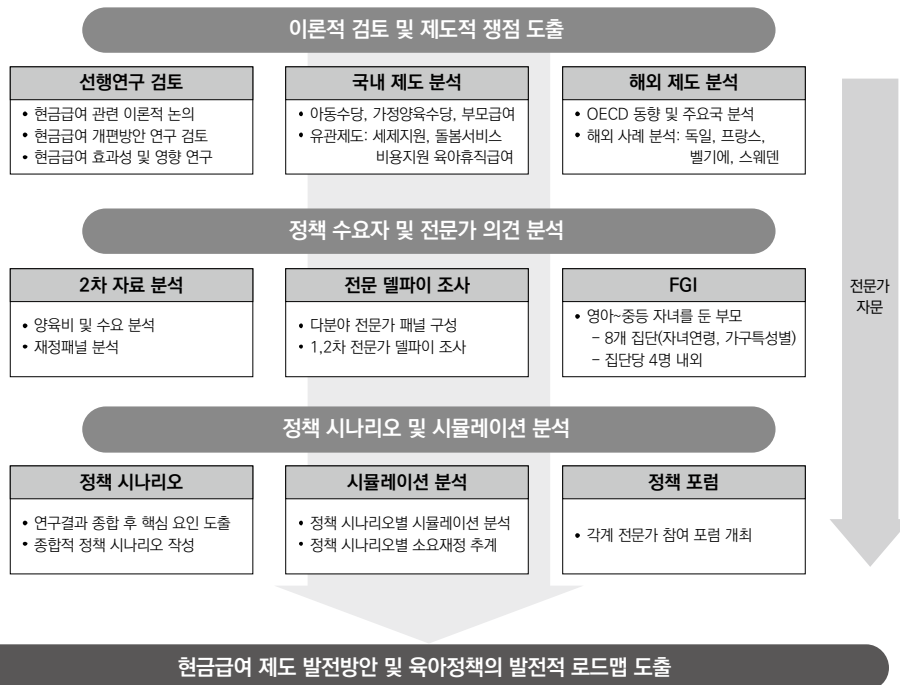 이론적 검토 및 제도적 쟁점 도출
선행연구 검토
• 현금급여 관련 이론적 논의
• 현금급여 개편방안 연구 검토
• 현금급여 효과성 및 영향 연구
국내 제도 분석
• 아동수당, 가정양육수당, 부모급여
• 유관제도: 세제지원, 돌봄서비스
비용지원 육아휴직급여
해외 제도 분석
• OECD 동향 및 주요국 분석
• 해외 사례 분석: 독일, 프랑스,
벨기에, 스웨덴
정책 수요자 및 전문가 의견 분석
2차 자료 분석
• 양육비 및 수요 분석
• 재정패널 분석
전문 델파이 조사
• 다분야 전문가 패널 구성
• 1,2차 전문가 델파이 조사
FGI
• 영아~중등 자녀를 둔 부모
- 8개 집단(자녀연령, 가구특성별)
- 집단당 4명 내외
전문가
자문
정책 시나리오 및 시뮬레이션 분석
정책 시나리오
• 연구결과 종합 후 핵심 요인 도출
• 종합적 정책 시나리오 작성
시뮬레이션 분석
• 정책 시나리오별 시뮬레이션 분석
• 정책 시나리오별 소요재정 추계
정책 포럼
• 각계 전문가 참여 포럼 개최
현금급여 제도 발전방안 및 육아정책의 발전적 로드맵 도출